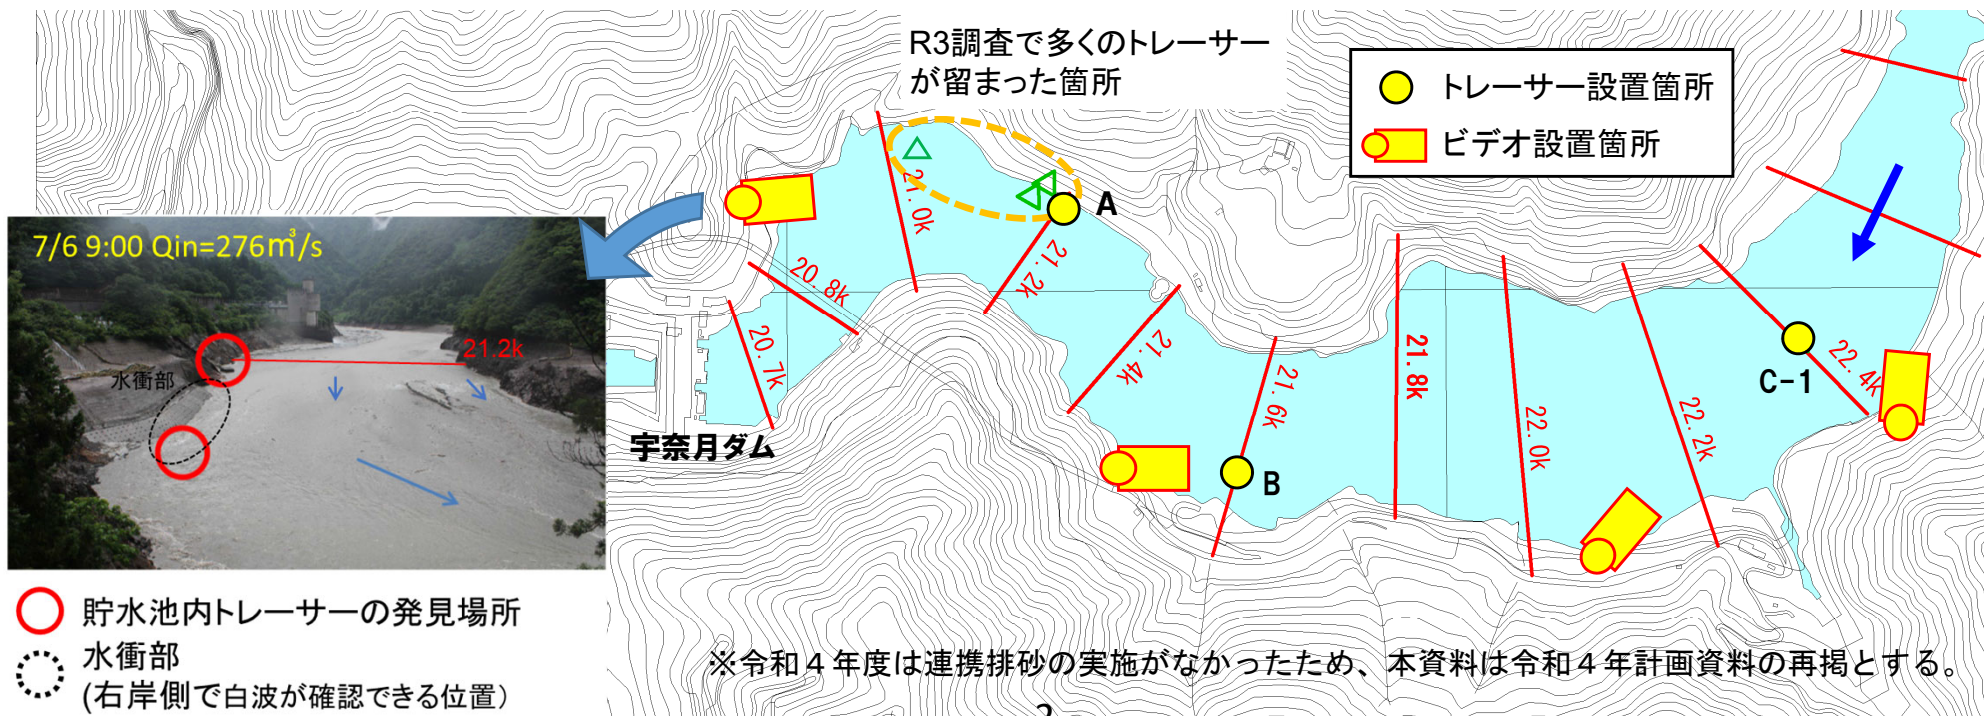 R3調査で多くのトレーサー
が留まった箇所
トレーサー設置箇所
ビデオ設置箇所
A
21.0k
21.2k
20.8k
20.7k
21.4k
21.6k
21.8k
22.0k
22.2k
22.4k
C-1
B
宇奈月ダム
7/6 9:00 Qin=276㎥/s
21.2k
水衝部
貯水池内トレーサーの発見場所
水衝部
(右岸側で白波が確認できる位置)
※令和４年度は連携排砂の実施がなかったため、本資料は令和４年計画資料の再掲とする。